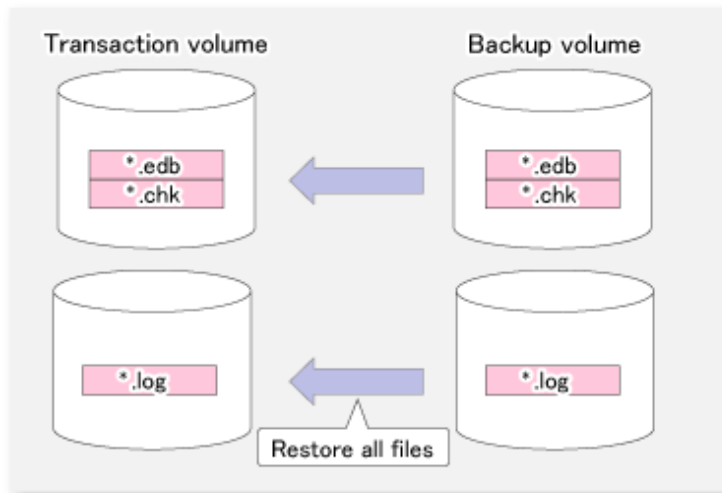 Transaction volume
Backup volume
*.edb
*.chk
*.edb
*.chk
*.log
*.log
Restore all files